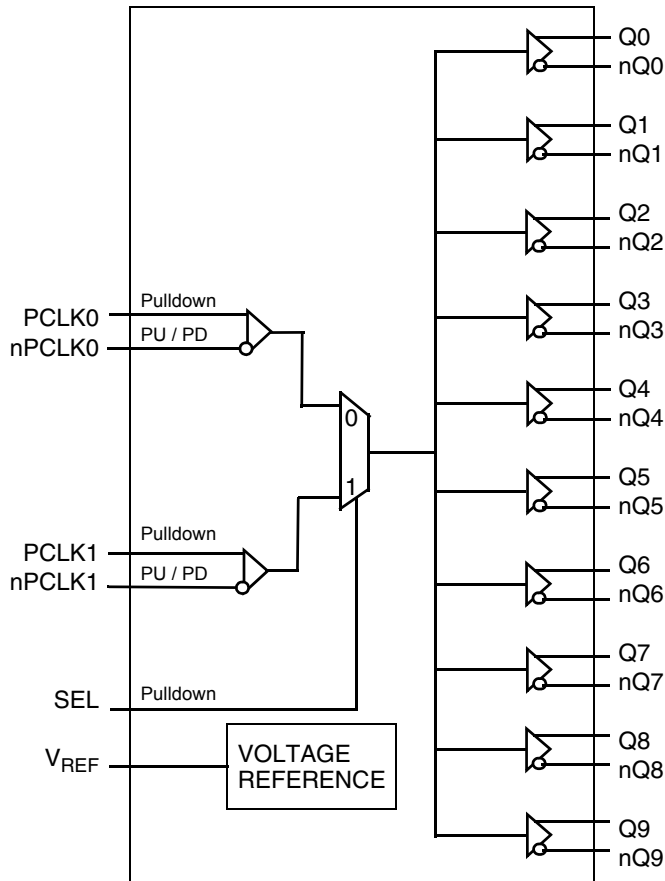 Q0
nQ0
Q1
nQ1
Q2
nQ2
Pulldown
PCLK0
PU / PD
nPCLK0
Q3
nQ3
0
Q4
nQ4
1
Q5
nQ5
Pulldown
PCLK1
PU / PD
nPCLK1
Q6
nQ6
Q7
nQ7
SEL
Pulldown
VREF
VOLTAGE
REFERENCE
Q8
nQ8
Q9
nQ9